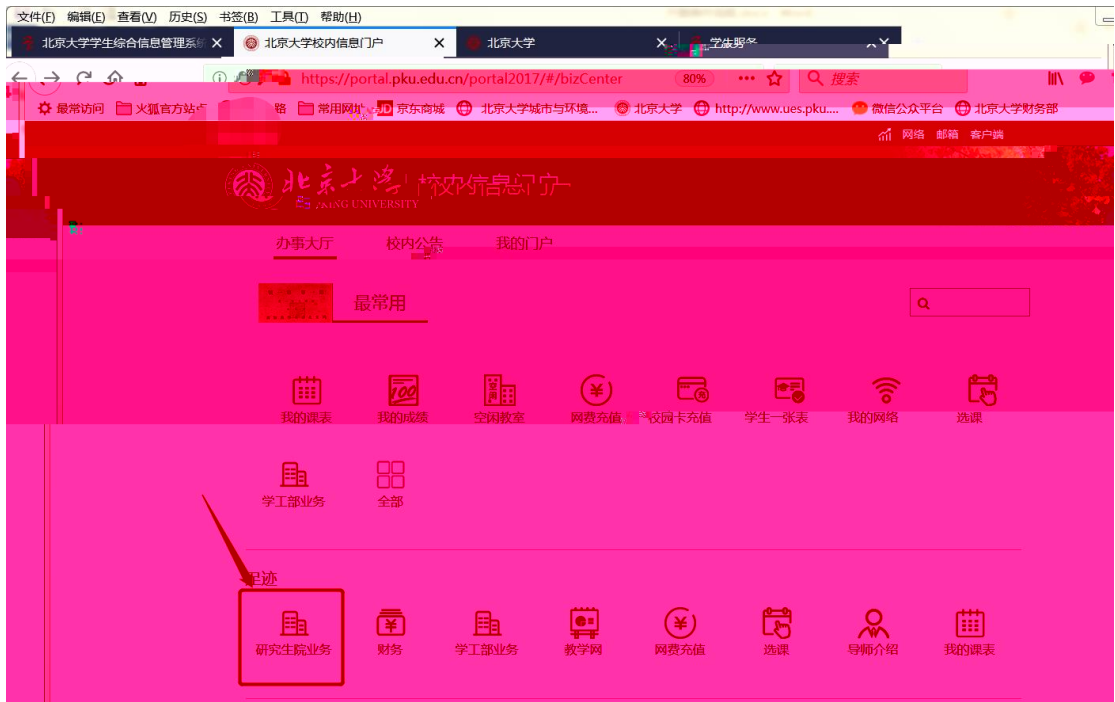 文件(F) 编辑(E) 查看(V) 历史(S) 书签(B) 工具(T) 帮助(H)
北京大学学生综合信息管理系统 北京大学校内信息门户 北京大学
https://portal.pku.edu.cn/portal2017/#/bizCenter 80% 搜索
最常访问 火狐官方站点 常用网址 JD 京东商城 北京大学城市与环境... 北京大学 http://www.ues.pku.... 微信公众平台 北京大学财务部
网络 邮箱 客户端
北京大学 校内信息门户
UNIVERSITY
办事大厅 校内公告 我的门户
最常用
我的课表 我的成绩 空闲教室 网费充值 校园卡充值 学生一张表 我的网络 选课
学工部业务 全部
足迹
研究生院业务 财务 学工部业务 教学网 网费充值 选课 导师介绍 我的课表